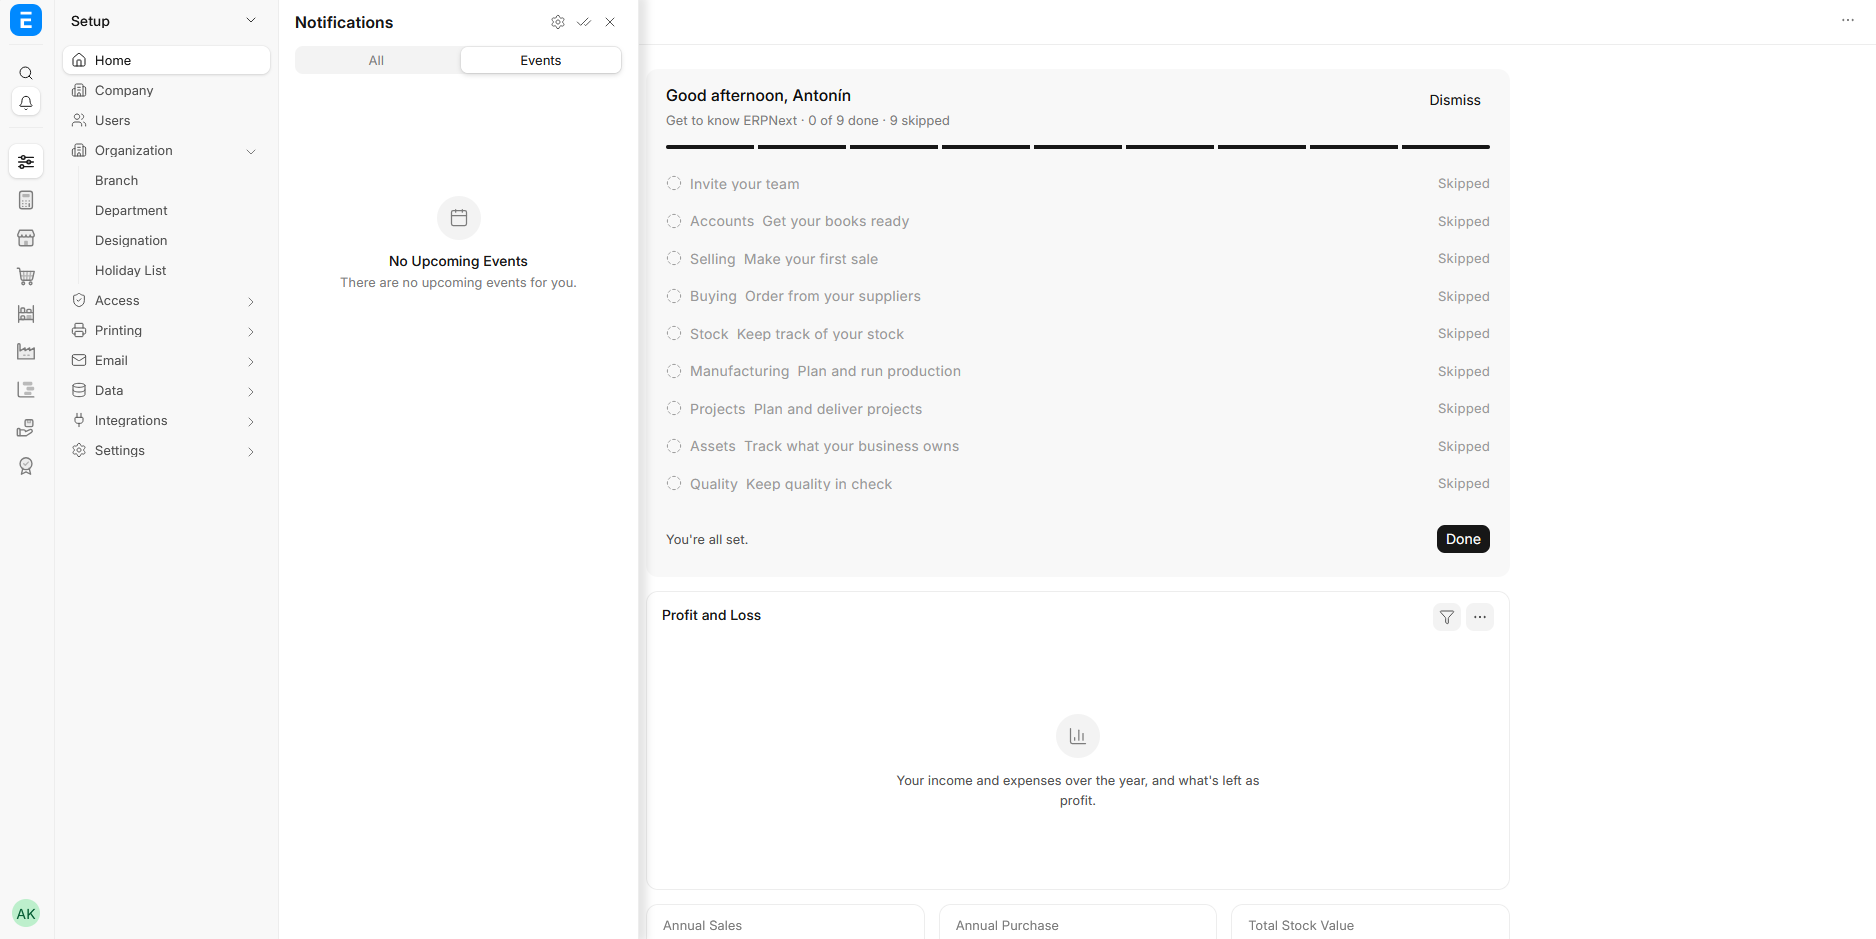 Setup
Home
Company
Users
Organization
Branch
Department
Designation
Holiday List
Access
Printing
Email
Data
Integrations
Settings
AK
Notifications
All
Events
No Upcoming Events
There are no upcoming events for you.
Good afternoon, Antonín
Dismiss
Get to know ERPNext · 0 of 9 done · 9 skipped
Invite your team Skipped
Accounts Get your books ready Skipped
Selling Make your first sale Skipped
Buying Order from your suppliers Skipped
Stock Keep track of your stock Skipped
Manufacturing Plan and run production Skipped
Projects Plan and deliver projects Skipped
Assets Track what your business owns Skipped
Quality Keep quality in check Skipped
You're all set.
Done
Profit and Loss
Your income and expenses over the year, and what's left as
profit.
Annual Sales
Annual Purchase
Total Stock Value